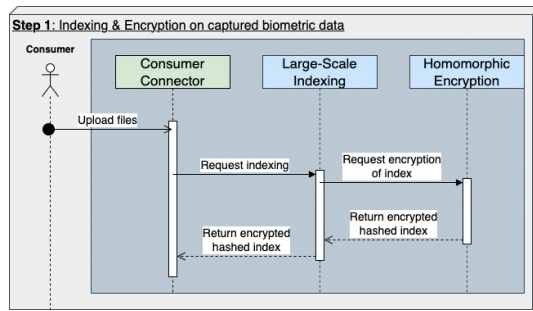 Step 1: Indexing & Encryption on captured biometric data
Consumer
Consumer
Connector
Large-Scale
Indexing
Homomorphic
Encryption
Upload files
Request indexing
Request encryption
of index
Return encrypted
hashed index
Return encrypted
hashed index